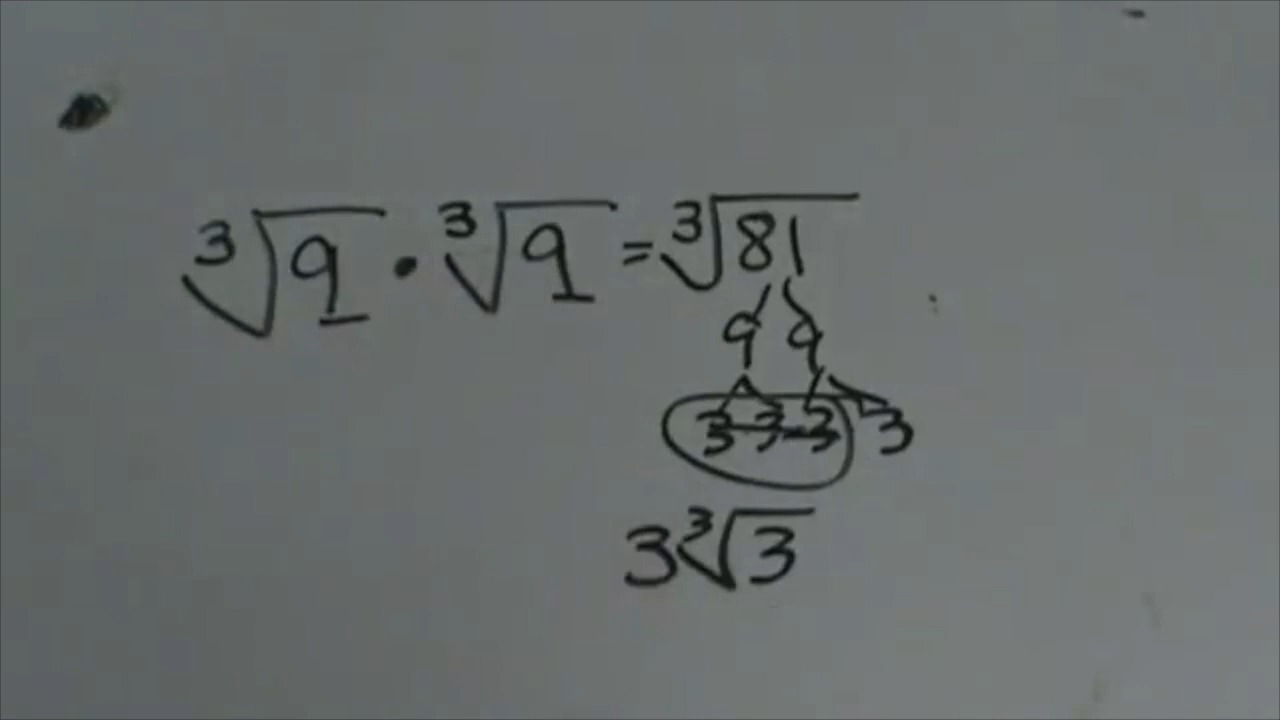 ∛9 · ∛9 = ∛81
9 9
3 3 3 3
3∛3